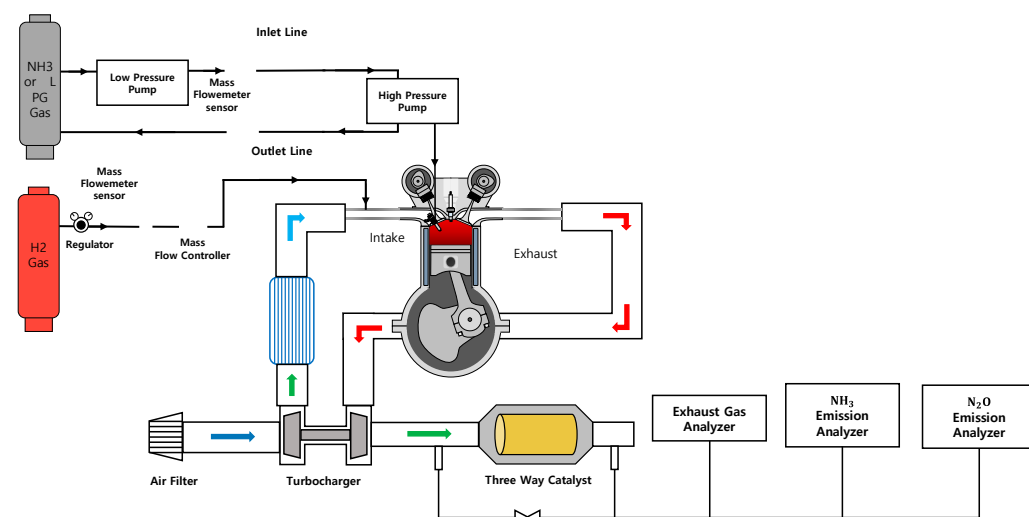 Inlet Line
NH3
or L
PG
Gas
Low Pressure
Pump
Mass
Flowemeter
sensor
High Pressure
Pump
Outlet Line
Mass
Flowemeter
sensor
H2
Gas
Regulator
Mass
Flow Controller
Intake
Exhaust
Air Filter
Turbocharger
Three Way Catalyst
Exhaust Gas
Analyzer
NH₃
Emission
Analyzer
N₂O
Emission
Analyzer